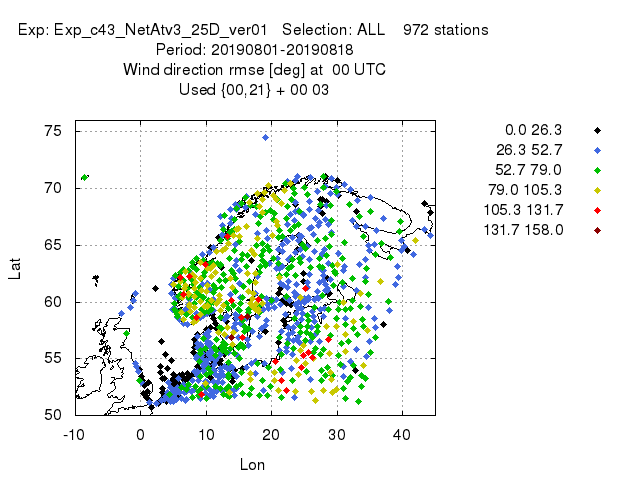 Exp: Exp_c43_NetAtv3_25D_ver01 Selection: ALL 972 stations
Period: 20190801-20190818
Wind direction rmse [deg] at 00 UTC
Used {00,21} + 00 03
75
70
65
60
55
50
Lat
-10 0 10 20 30 40
Lon
0.0 26.3
26.3 52.7
52.7 79.0
79.0 105.3
105.3 131.7
131.7 158.0